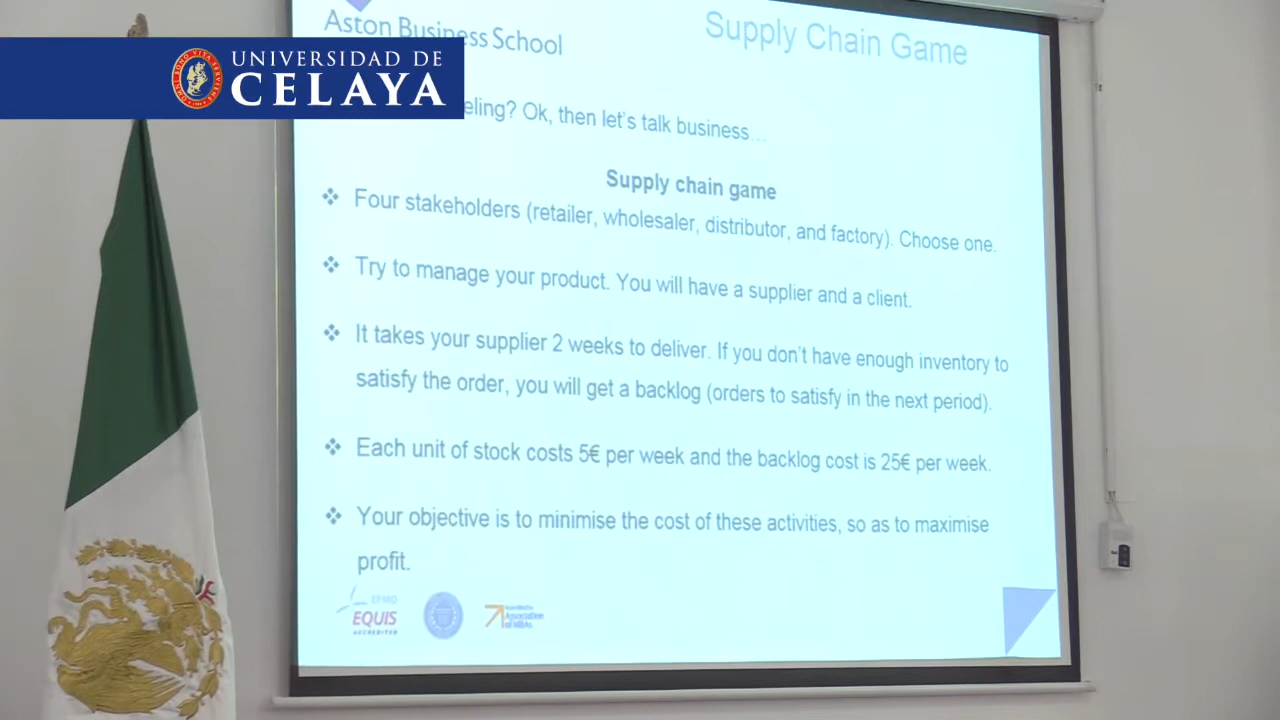 Aston Business School
Supply Chain Game
UNIVERSIDAD DE
CELAYA
eling? Ok, then let's talk business...
Supply chain game
Four stakeholders (retailer, wholesaler, distributor, and factory). Choose one.
Try to manage your product. You will have a supplier and a client.
It takes your supplier 2 weeks to deliver. If you don't have enough inventory to
satisfy the order, you will get a backlog (orders to satisfy in the next period).
Each unit of stock costs 5€ per week and the backlog cost is 25€ per week.
Your objective is to minimise the cost of these activities, so as to maximise
profit.
EFMD
EQUIS
ACCREDITED
Association
of MBAs